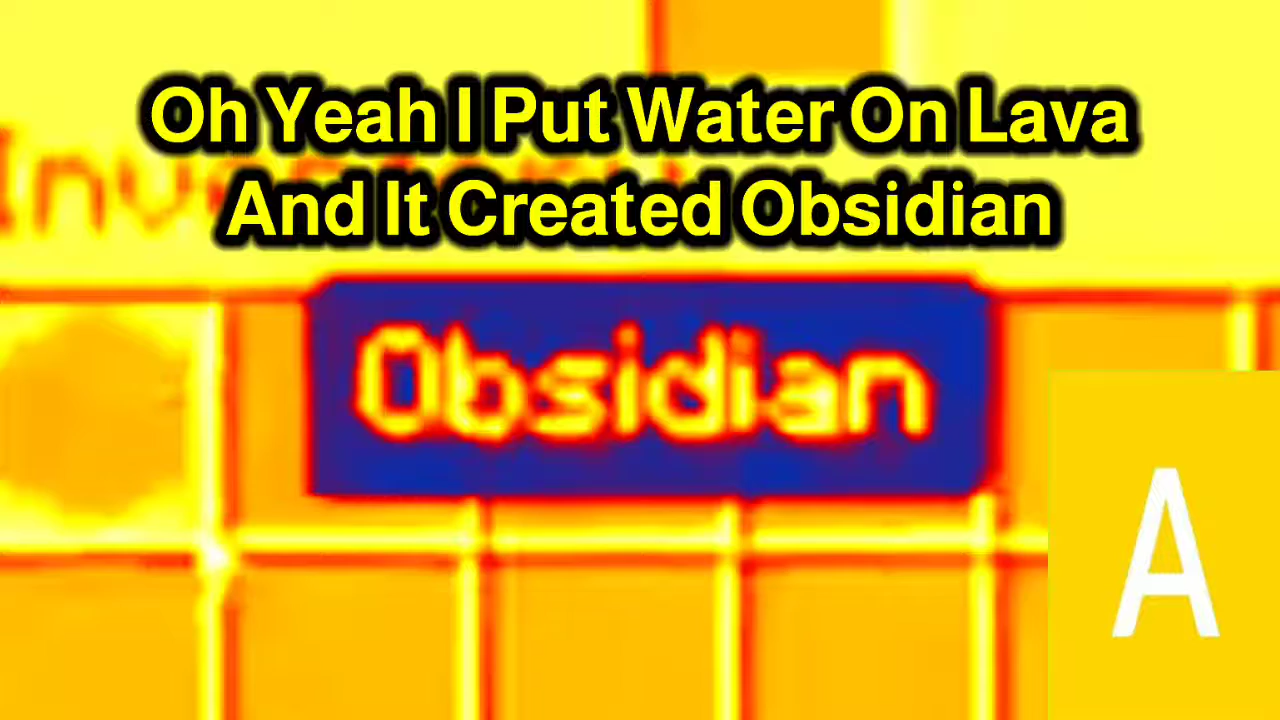 Oh Yeah I Put Water On Lava
And It Created Obsidian
Obsidian
A